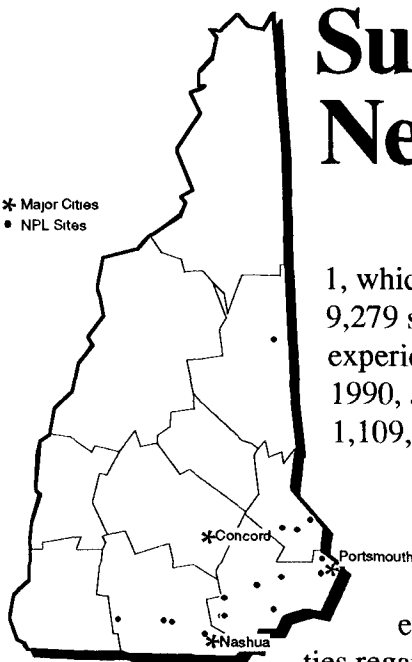 Su
Ne
* Major Cities
• NPL Sites
1, whic
9,279 s
experie
1990,
1,109,
*Concord
Portsmouth
*
*Nashua
e
ties rega